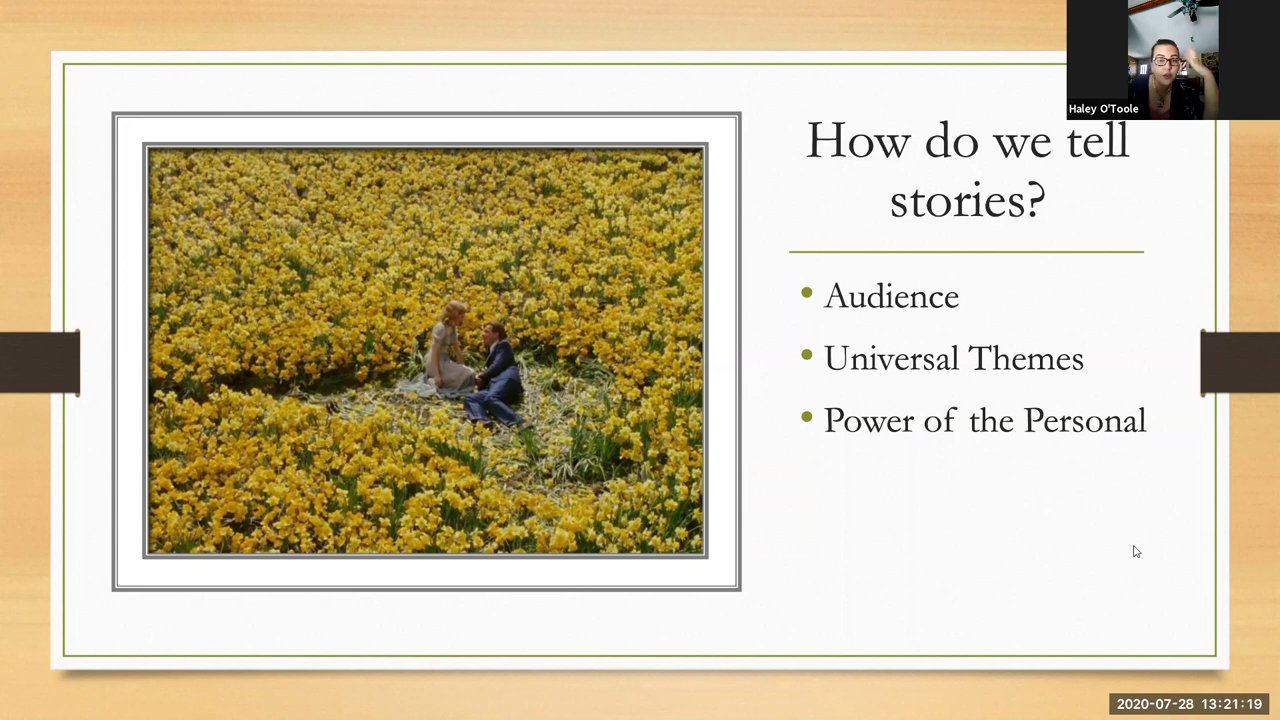 Haley O'Toole
How do we tell
stories?
• Audience
• Universal Themes
• Power of the Personal
2020-07-28 13:21:19